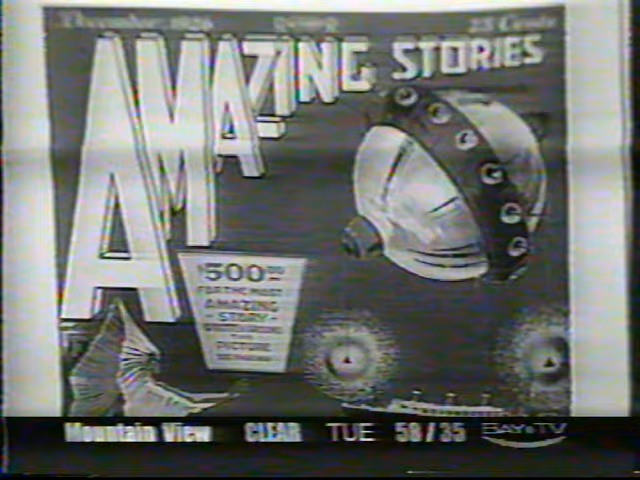 December 1926 25 Cents
AMAZING STORIES
$500.00
FOR THE MOST
AMAZING
STORY
PICTURE
Mountain View CLEAR TUE 58/35 BAY TV